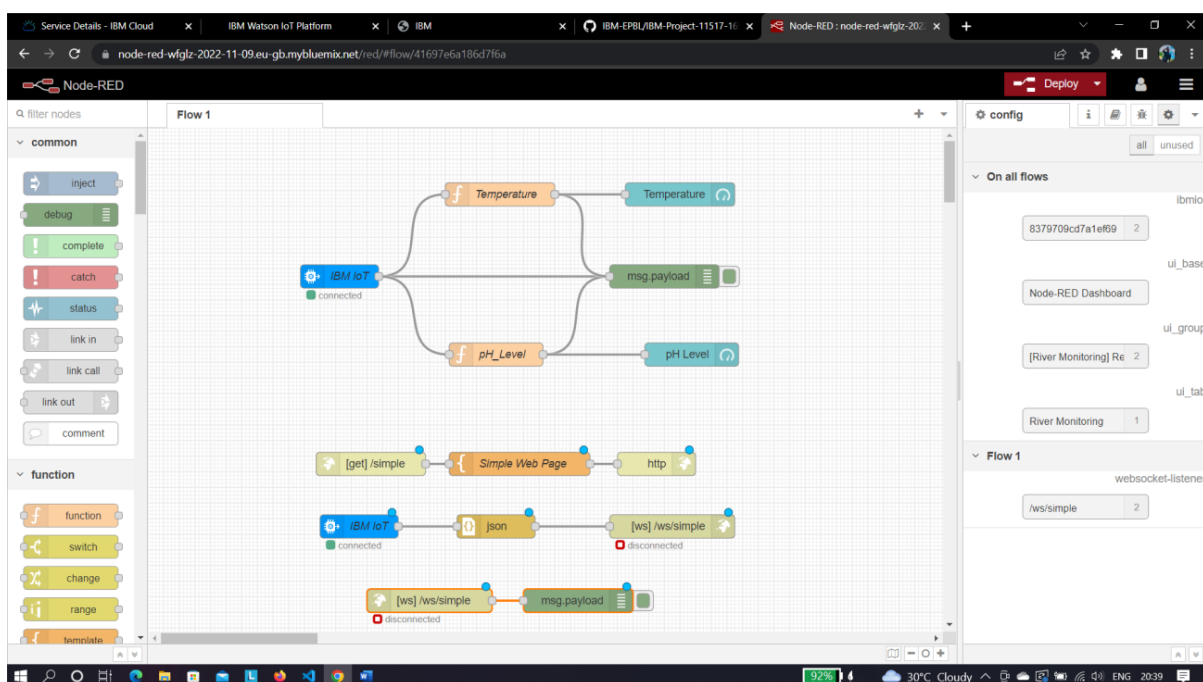 Service Details - IBM Cloud
IBM Watson IoT Platform
IBM
IBM-EPBL/IBM-Project-11517-16
Node-RED : node-red-wfglz-202
node-red-wfglz-2022-11-09.eu-gb.mybluemix.net/red/#flow/41697e6a186d7f6a
Node-RED
Deploy
filter nodes
Flow 1
config
all unused
common
inject
debug
complete
catch
status
link in
link call
link out
comment
function
function
switch
change
range
template
Temperature
Temperature
IBM IoT
connected
msg.payload
pH_Level
pH Level
[get] /simple
Simple Web Page
http
IBM IoT
connected
json
[ws] /ws/simple
disconnected
[ws] /ws/simple
disconnected
msg.payload
On all flows
ibmio
8379709cd7a1ef69 2
ui_base
Node-RED Dashboard
ui_group
[River Monitoring] Re 2
ui_tab
River Monitoring 1
Flow 1
websocket-listene
/ws/simple 2
92%
30°C Cloudy
ENG
20:39